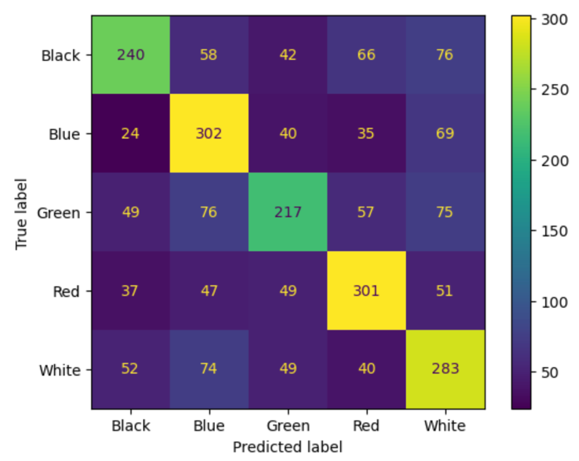 Black 240 58 42 66 76
Blue 24 302 40 35 69
Green 49 76 217 57 75
Red 37 47 49 301 51
White 52 74 49 40 283
Black Blue Green Red White
Predicted label
True label
300
250
200
150
100
50